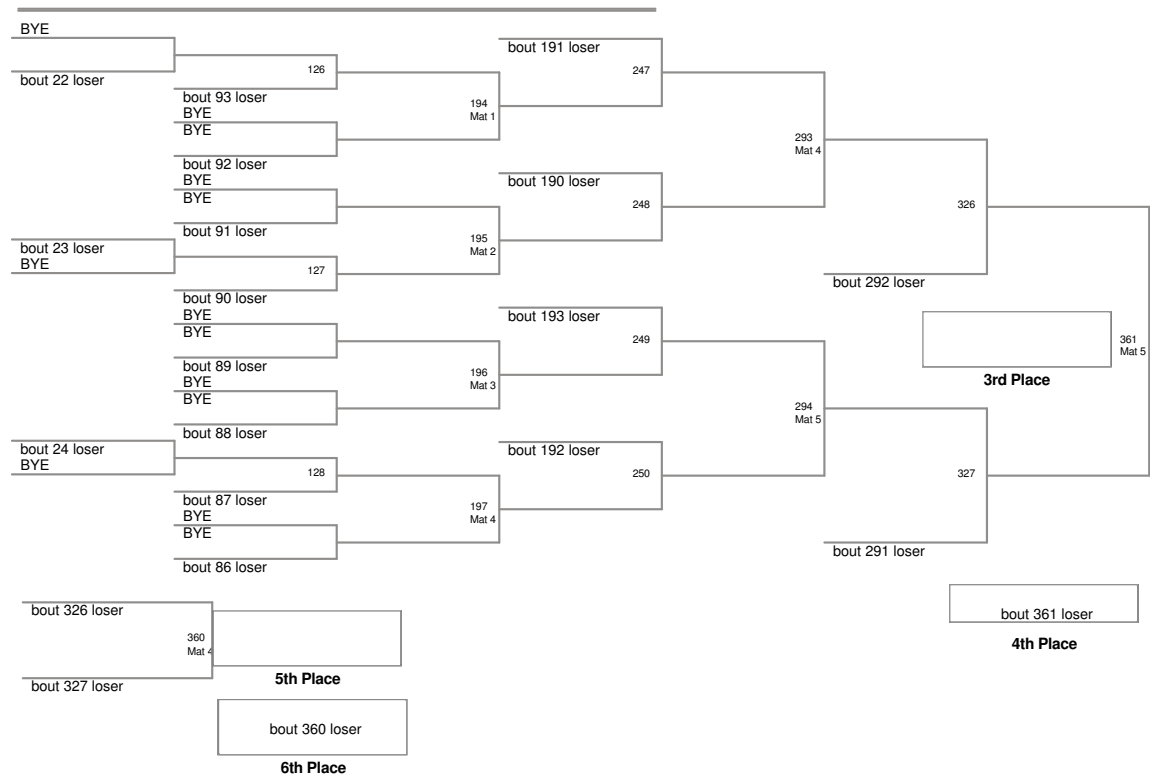 BYE
bout 22 loser
126
bout 93 loser
BYE
BYE
bout 92 loser
BYE
BYE
bout 91 loser
bout 23 loser
BYE
127
bout 90 loser
BYE
BYE
bout 89 loser
BYE
BYE
bout 88 loser
bout 24 loser
BYE
128
bout 87 loser
BYE
BYE
bout 86 loser
194
Mat 1
195
Mat 2
196
Mat 3
197
Mat 4
bout 191 loser
247
bout 190 loser
248
bout 193 loser
249
bout 192 loser
250
293
Mat 4
294
Mat 5
326
bout 292 loser
327
bout 291 loser
361
Mat 5
3rd Place
bout 361 loser
4th Place
bout 326 loser
360
Mat 4
bout 327 loser
5th Place
bout 360 loser
6th Place